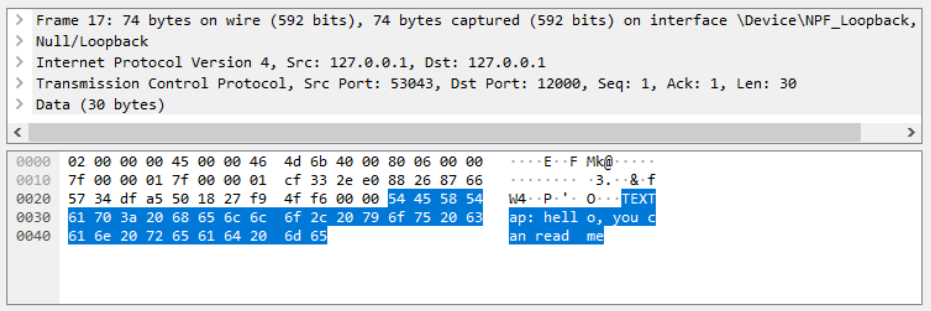 > Frame 17: 74 bytes on wire (592 bits), 74 bytes captured (592 bits) on interface \Device\NPF_Loopback,
> Null/Loopback
> Internet Protocol Version 4, Src: 127.0.0.1, Dst: 127.0.0.1
> Transmission Control Protocol, Src Port: 53043, Dst Port: 12000, Seq: 1, Ack: 1, Len: 30
> Data (30 bytes)
0000 02 00 00 00 45 00 00 46 4d 6b 40 00 80 06 00 00 ····E··F Mk@·····
0010 7f 00 00 01 7f 00 00 01 cf 33 2e e0 88 26 87 66 ········ ·3.··&·f
0020 57 34 df a5 50 18 27 f9 4f f6 00 00 54 45 58 54 W4··P·'· O···TEXT
0030 61 70 3a 20 68 65 6c 6c 6f 2c 20 79 6f 75 20 63 ap: hell o, you c
0040 61 6e 20 72 65 61 64 20 6d 65 an read me